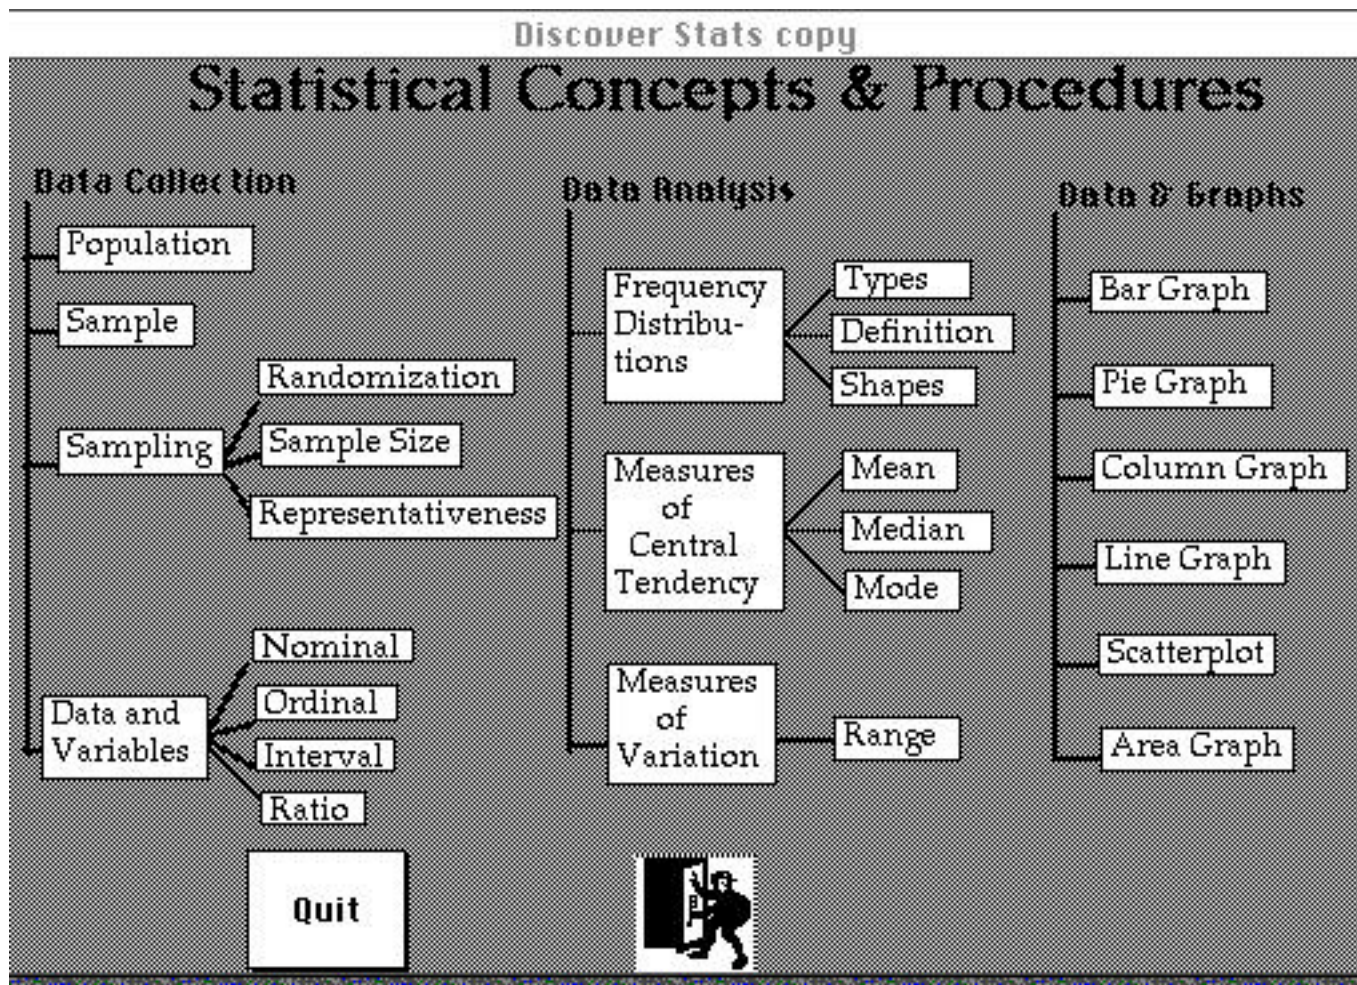 Discover Stats copy
Statistical Concepts & Procedures
Data Collection
Population
Sample
Sampling
Randomization
Sample Size
Representativeness
Data and
Variables
Nominal
Ordinal
Interval
Ratio
Data Analysis
Frequency
Distribu-
tions
Types
Definition
Shapes
Measures
of
Central
Tendency
Mean
Median
Mode
Measures
of
Variation
Range
Data & Graphs
Bar Graph
Pie Graph
Column Graph
Line Graph
Scatterplot
Area Graph
Quit